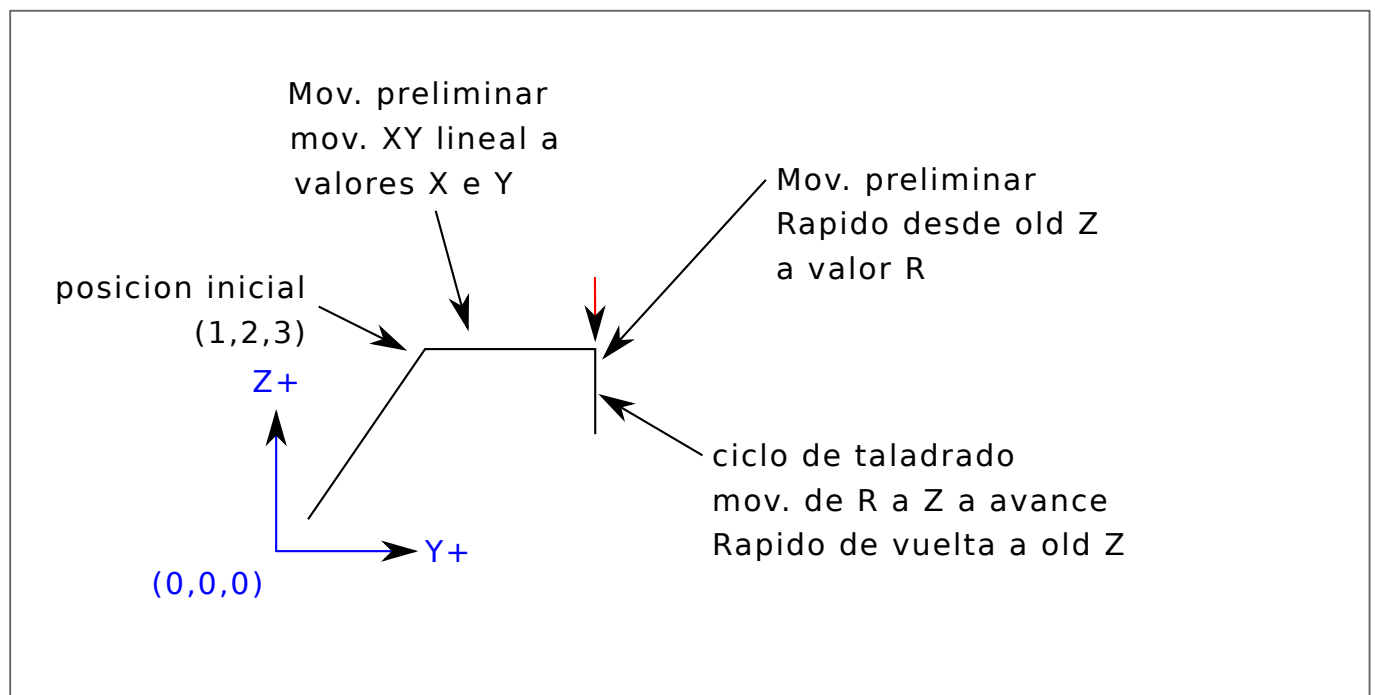 Mov. preliminar
mov. XY lineal a
valores X e Y
Mov. preliminar
Rapido desde old Z
a valor R
posicion inicial
(1,2,3)
Z+
ciclo de taladrado
mov. de R a Z a avance
Rapido de vuelta a old Z
Y+
(0,0,0)